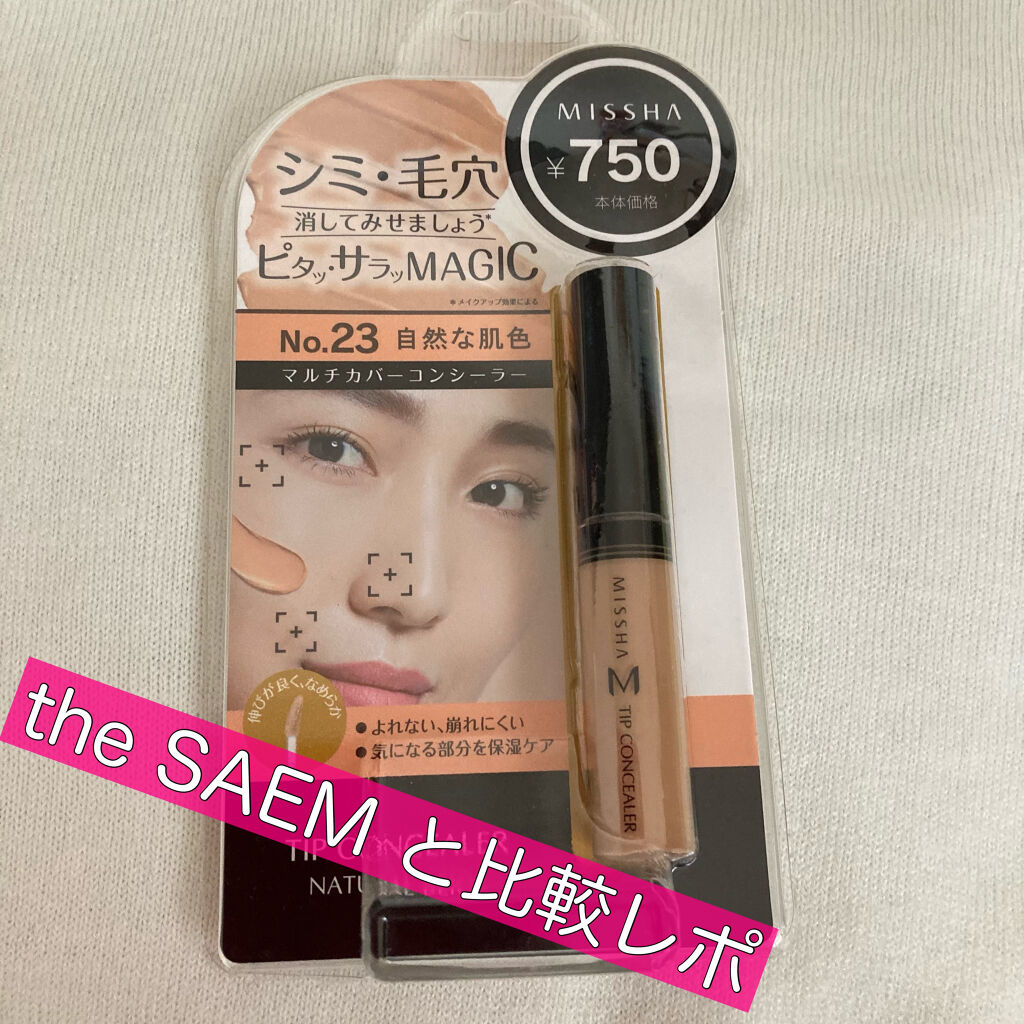 MISSHA
¥750
本体価格
シミ・毛穴
消してみせましょう*
ピタッ・サラッMAGIC
*メイクアップ効果による
No.23 自然な肌色
マルチカバーコンシーラー
MISSHA
M
TIP CONCEALER
伸びが良く、なめらか
●よれない、崩れにくい
●気になる部分を保湿ケア
the SAEM と比較レポ
TIP CONCEALER